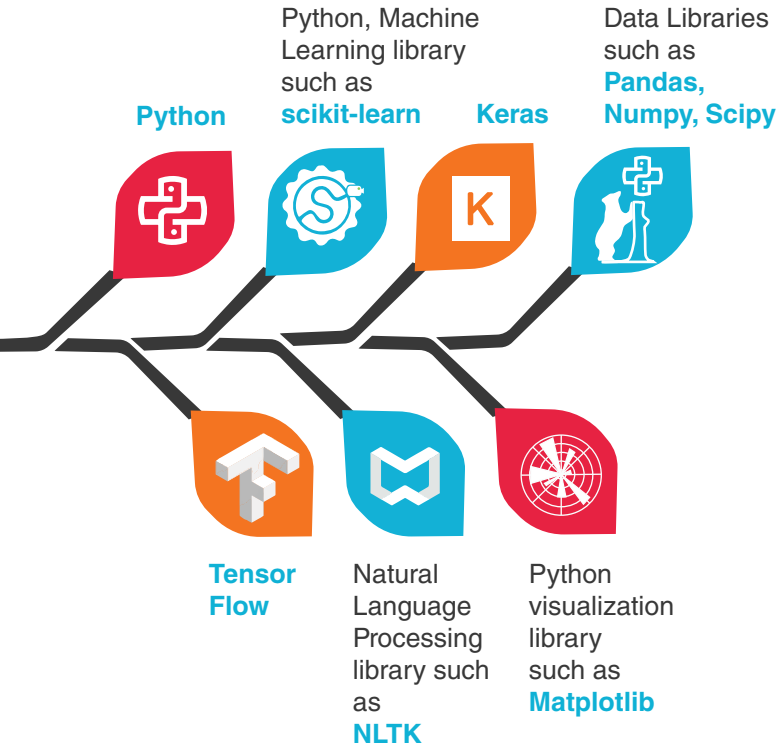 Python
Python, Machine
Learning library
such as
scikit-learn
Keras
Data Libraries
such as
Pandas,
Numpy, Scipy
S
K
Tensor
Flow
Natural
Language
Processing
library such
as
NLTK
Python
visualization
library
such as
Matplotlib